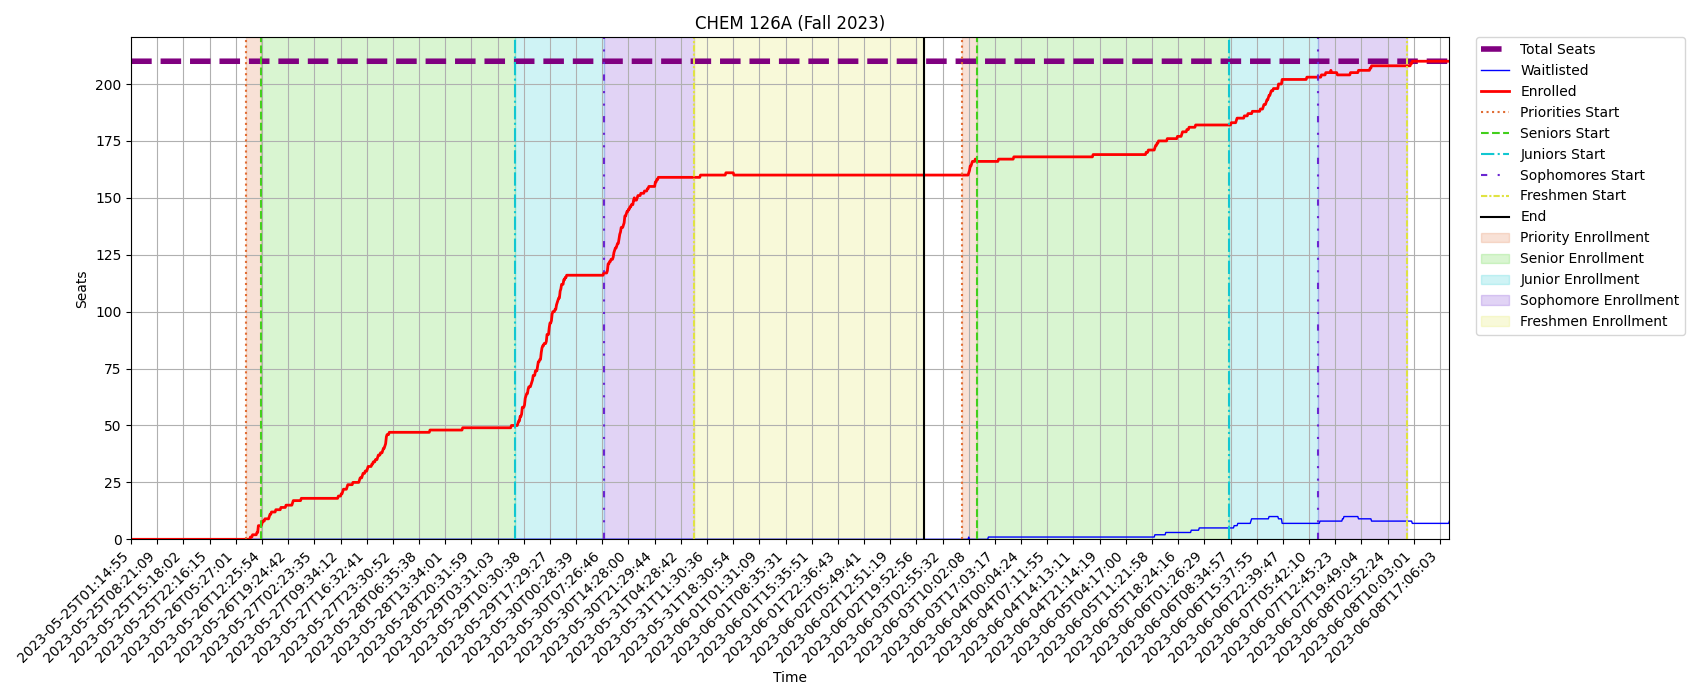 CHEM 126A (Fall 2023)
Total Seats
Waitlisted
Enrolled
Priorities Start
Seniors Start
Juniors Start
Sophomores Start
Freshmen Start
End
Priority Enrollment
Senior Enrollment
Junior Enrollment
Sophomore Enrollment
Freshmen Enrollment
Seats
200
175
150
125
100
75
50
25
0
2023-05-25T01:14:55
2023-05-25T08:21:09
2023-05-25T15:18:02
2023-05-25T22:16:15
2023-05-26T05:27:01
2023-05-26T12:25:54
2023-05-26T19:24:42
2023-05-27T02:23:35
2023-05-27T09:34:12
2023-05-27T16:32:41
2023-05-27T23:30:52
2023-05-28T06:35:38
2023-05-28T13:34:01
2023-05-28T20:31:59
2023-05-29T03:31:03
2023-05-29T10:30:38
2023-05-29T17:29:27
2023-05-30T00:28:39
2023-05-30T07:26:46
2023-05-30T14:28:00
2023-05-30T21:29:44
2023-05-31T04:28:42
2023-05-31T11:30:36
2023-05-31T18:30:54
2023-06-01T01:31:09
2023-06-01T08:35:31
2023-06-01T15:35:51
2023-06-01T22:36:43
2023-06-02T05:49:41
2023-06-02T12:51:19
2023-06-02T19:52:56
2023-06-03T02:55:32
2023-06-03T10:02:08
2023-06-03T17:03:17
2023-06-04T00:04:24
2023-06-04T07:11:55
2023-06-04T14:13:11
2023-06-04T21:14:19
2023-06-05T04:17:00
2023-06-05T11:21:58
2023-06-05T18:24:16
2023-06-06T01:26:29
2023-06-06T08:34:57
2023-06-06T15:37:55
2023-06-06T22:39:47
2023-06-07T05:42:10
2023-06-07T12:45:23
2023-06-07T19:49:04
2023-06-08T02:52:24
2023-06-08T10:03:01
2023-06-08T17:06:03
Time